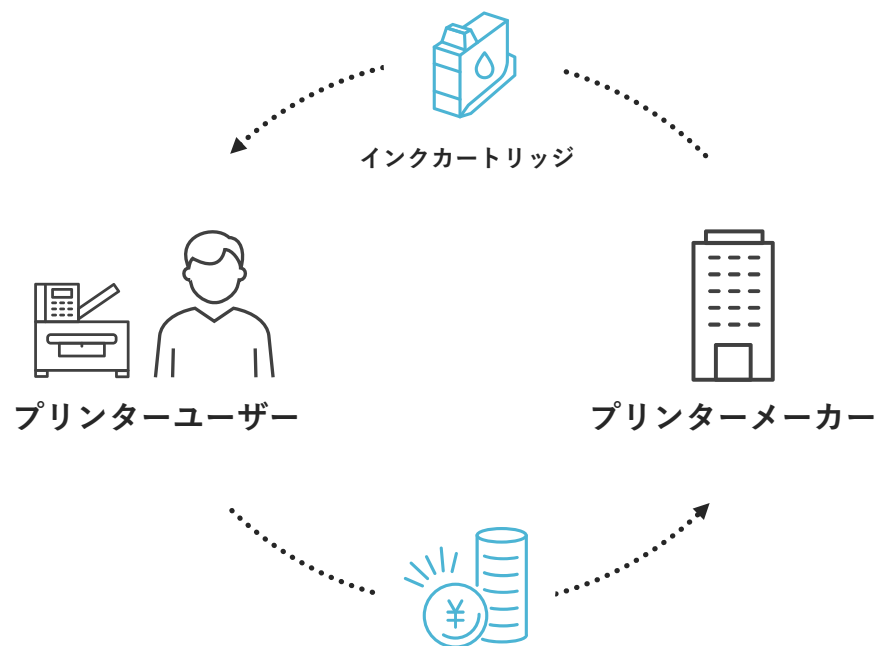 インクカートリッジ
プリンターユーザー
プリンターメーカー
¥